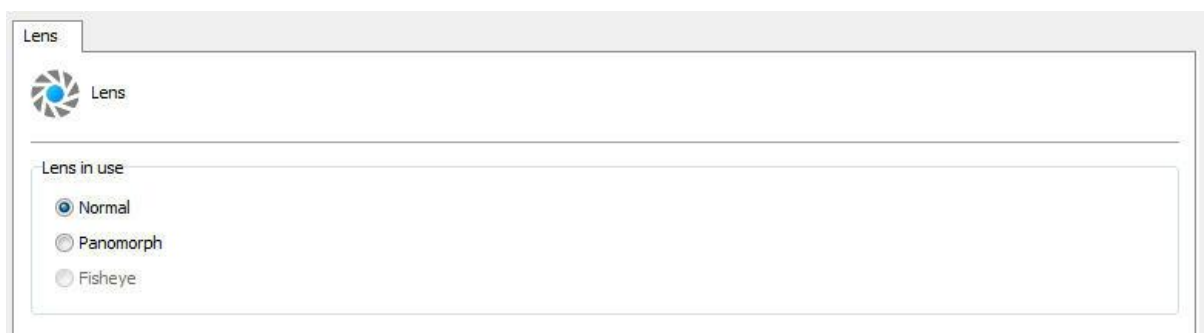 Lens
Lens
Lens in use
Normal
Panomorph
Fisheye